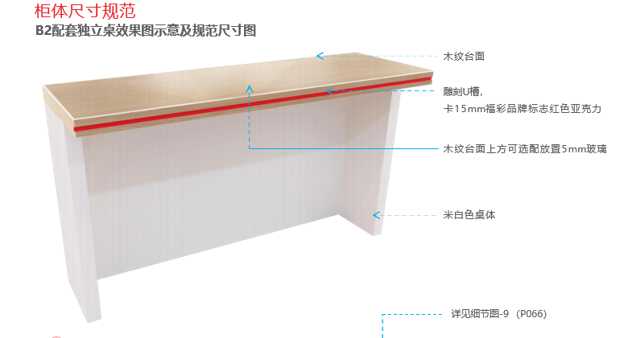 柜体尺寸规范
B2配套独立桌效果图示意及规范尺寸图
木纹台面
雕刻U槽,
卡15mm福彩品牌标志红色亚克力
木纹台面上方可选配放置5mm玻璃
米白色桌体
详见细节图-9（P066）